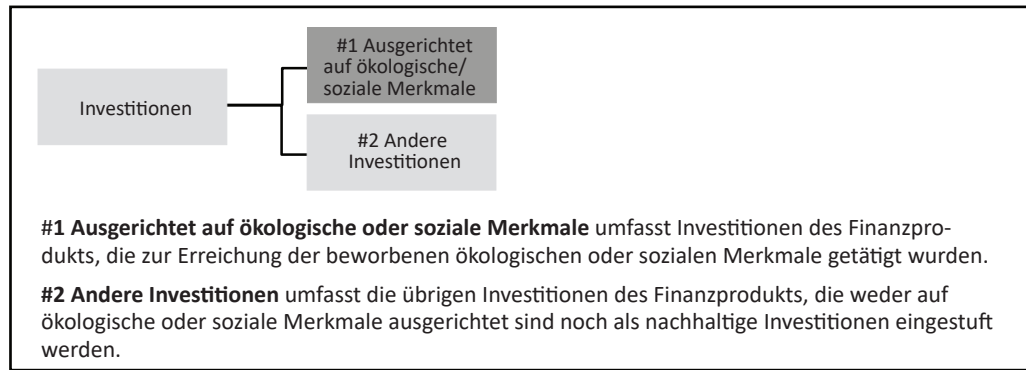 #1 Ausgerichtet
auf ökologische/
soziale Merkmale
Investitionen
#2 Andere
Investitionen
#1 Ausgerichtet auf ökologische oder soziale Merkmale umfasst Investitionen des Finanzpro-
dukts, die zur Erreichung der beworbenen ökologischen oder sozialen Merkmale getätigt wurden.
#2 Andere Investitionen umfasst die übrigen Investitionen des Finanzprodukts, die weder auf
ökologische oder soziale Merkmale ausgerichtet sind noch als nachhaltige Investitionen eingestuft
werden.